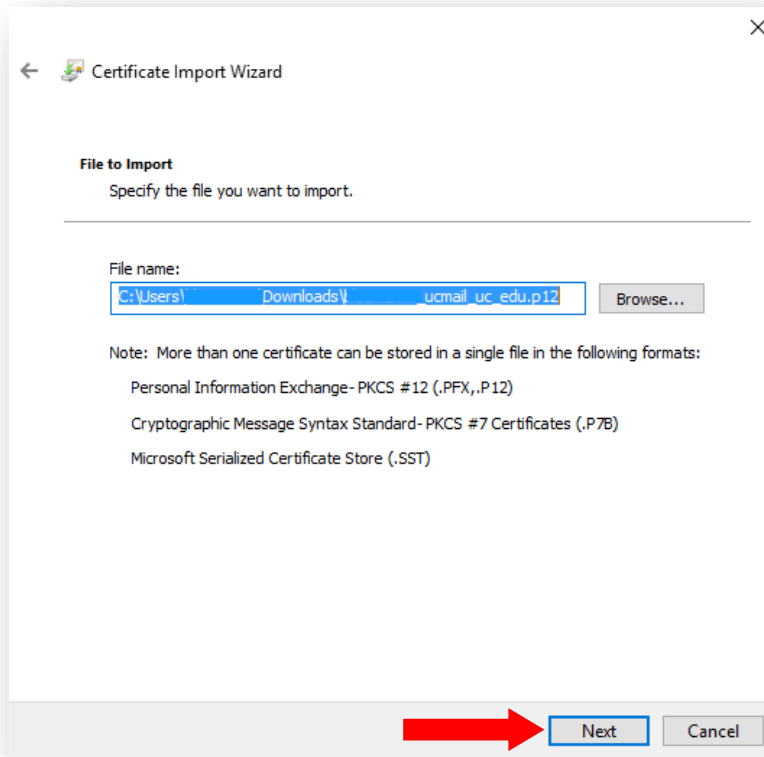 Certificate Import Wizard
File to Import
Specify the file you want to import.
File name:
C:\Users\ Downloads\ _ucmail_uc_edu.p12
Browse...
Note: More than one certificate can be stored in a single file in the following formats:
Personal Information Exchange- PKCS #12 (.PFX,.P12)
Cryptographic Message Syntax Standard- PKCS #7 Certificates (.P7B)
Microsoft Serialized Certificate Store (.SST)
Next
Cancel